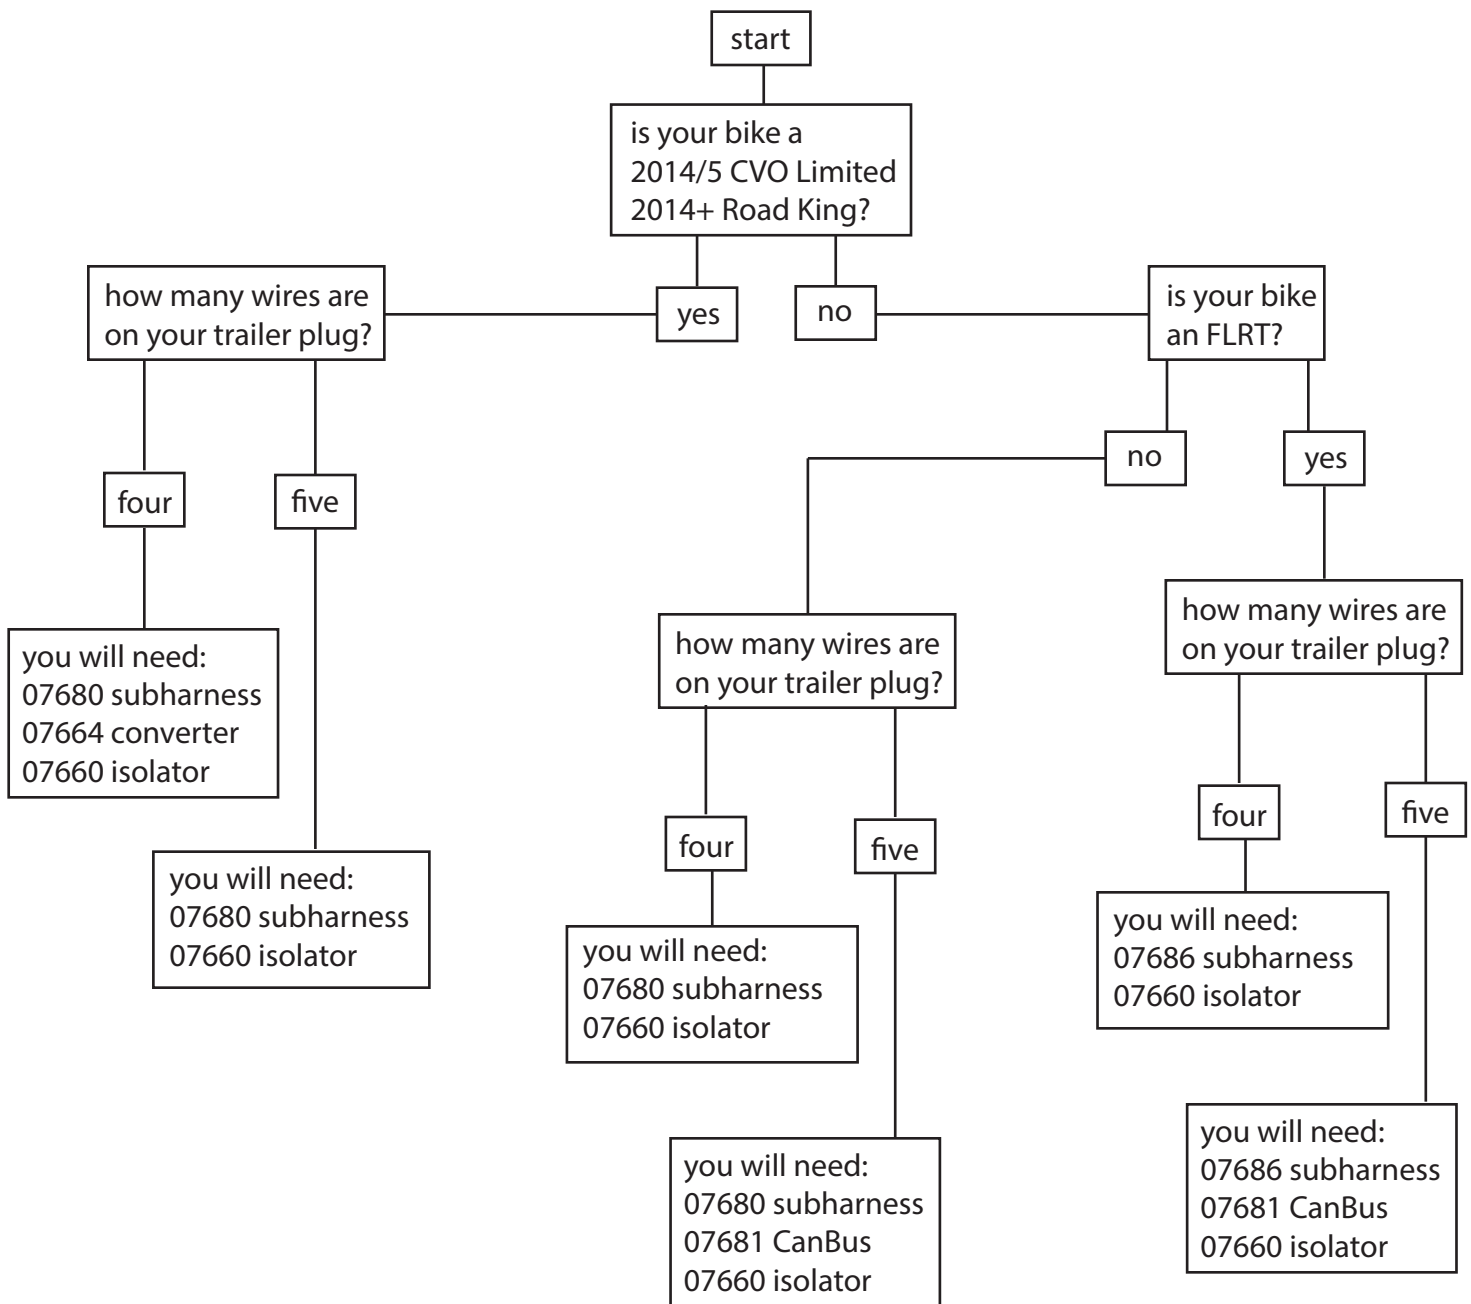 start
is your bike a
2014/5 CVO Limited
2014+ Road King?
how many wires are
on your trailer plug?
yes
no
is your bike
an FLRT?
no
yes
four
five
how many wires are
on your trailer plug?
how many wires are
on your trailer plug?
you will need:
07680 subharness
07664 converter
07660 isolator
four
five
four
five
you will need:
07680 subharness
07660 isolator
you will need:
07680 subharness
07660 isolator
you will need:
07686 subharness
07660 isolator
you will need:
07680 subharness
07681 CanBus
07660 isolator
you will need:
07686 subharness
07681 CanBus
07660 isolator